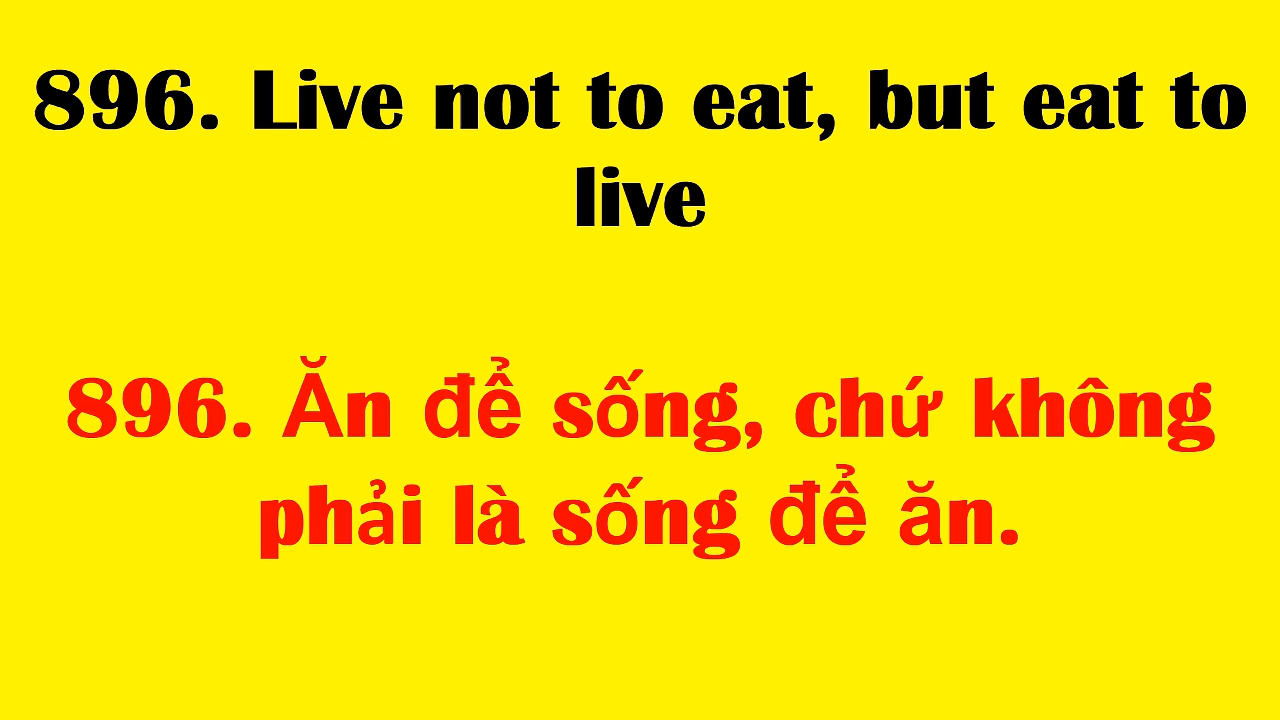 896. Live not to eat, but eat to
live
896. Ăn để sống, chứ không
phải là sống để ăn.